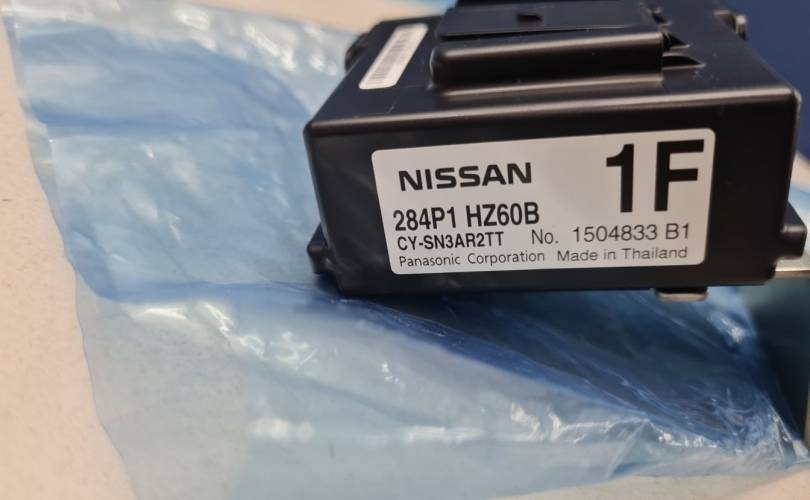 NISSAN 1F
284P1 HZ60B
CY-SN3AR2TT No. 1504833 B1
Panasonic Corporation Made in Thailand